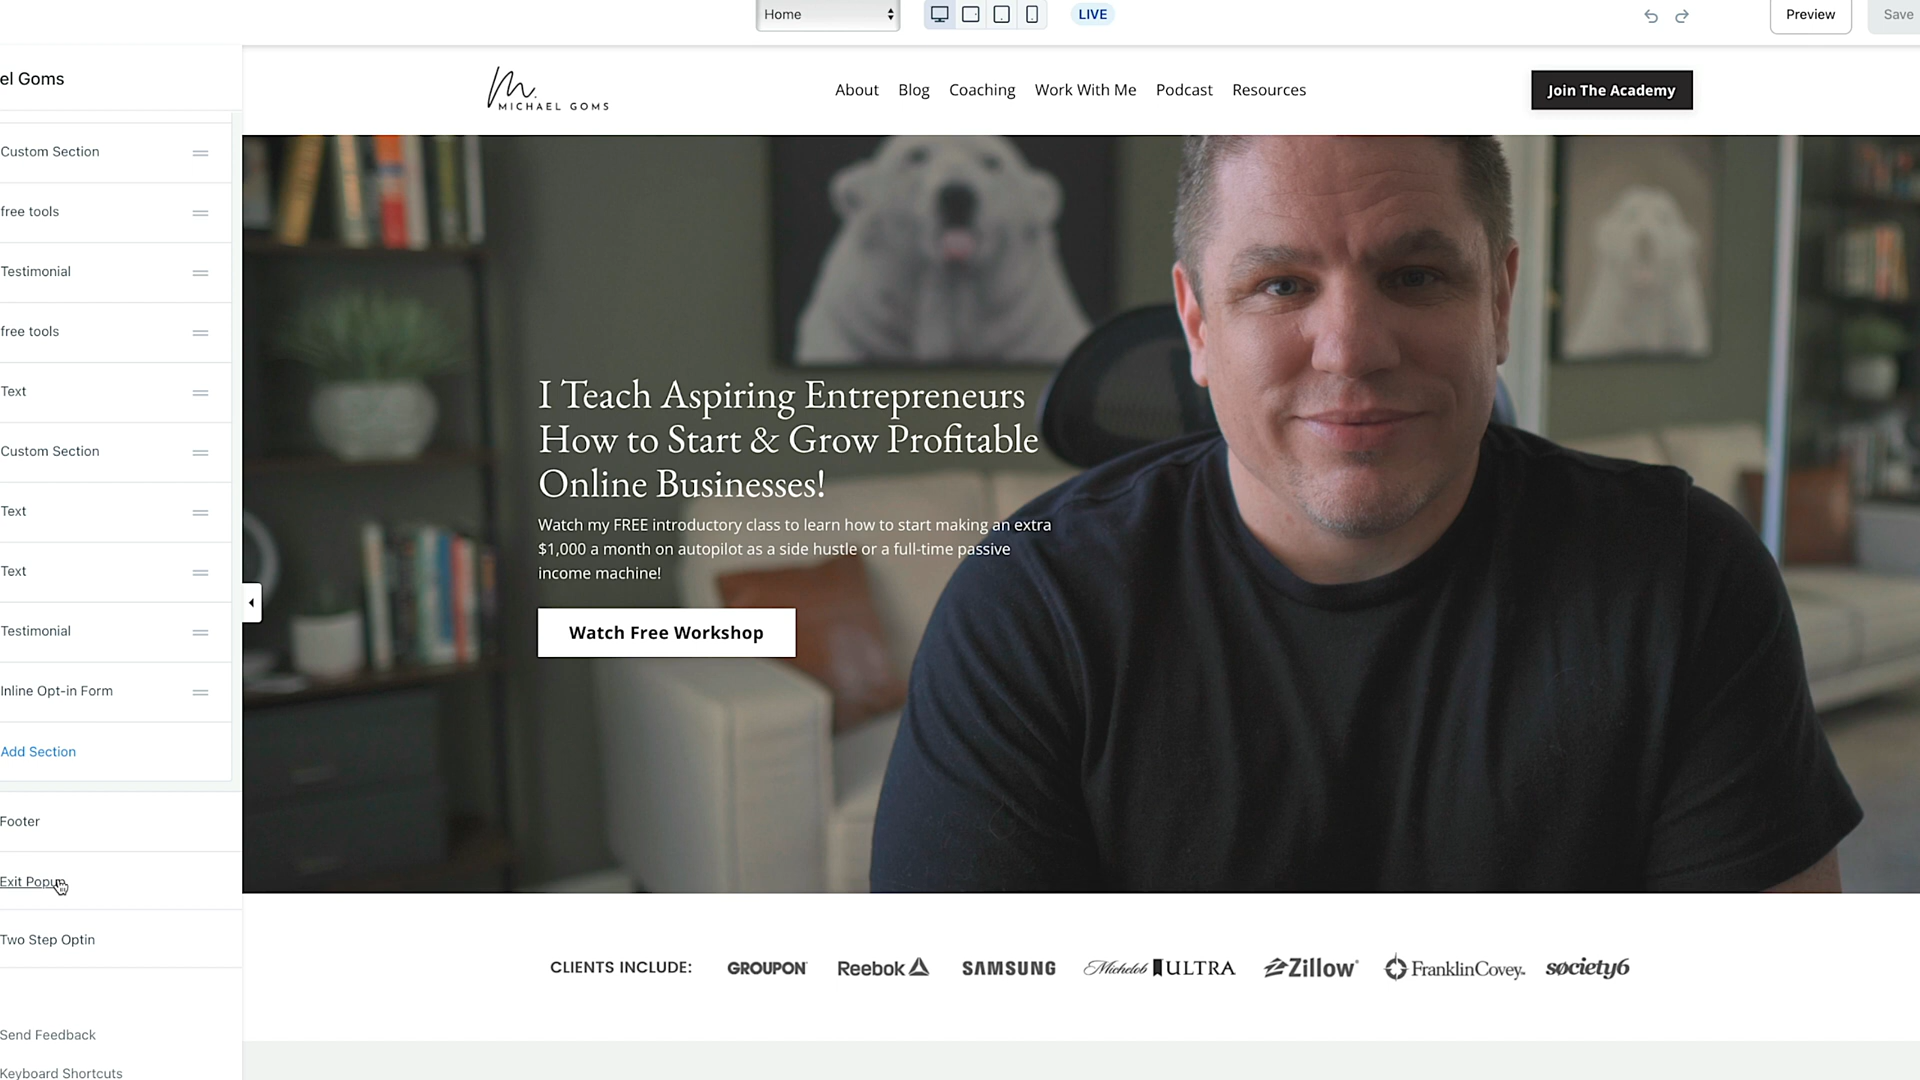 Home
LIVE
Preview
Save
el Goms
Custom Section
free tools
Testimonial
free tools
Text
Custom Section
Text
Text
Testimonial
Inline Opt-in Form
Add Section
Footer
Exit Popup
Two Step Optin
Send Feedback
Keyboard Shortcuts
M.
MICHAEL GOMS
About Blog Coaching Work With Me Podcast Resources
Join The Academy
I Teach Aspiring Entrepreneurs
How to Start & Grow Profitable
Online Businesses!
Watch my FREE introductory class to learn how to start making an extra
$1,000 a month on autopilot as a side hustle or a full-time passive
income machine!
Watch Free Workshop
CLIENTS INCLUDE: GROUPON Reebok SAMSUNG Michelob ULTRA Zillow FranklinCovey. society6